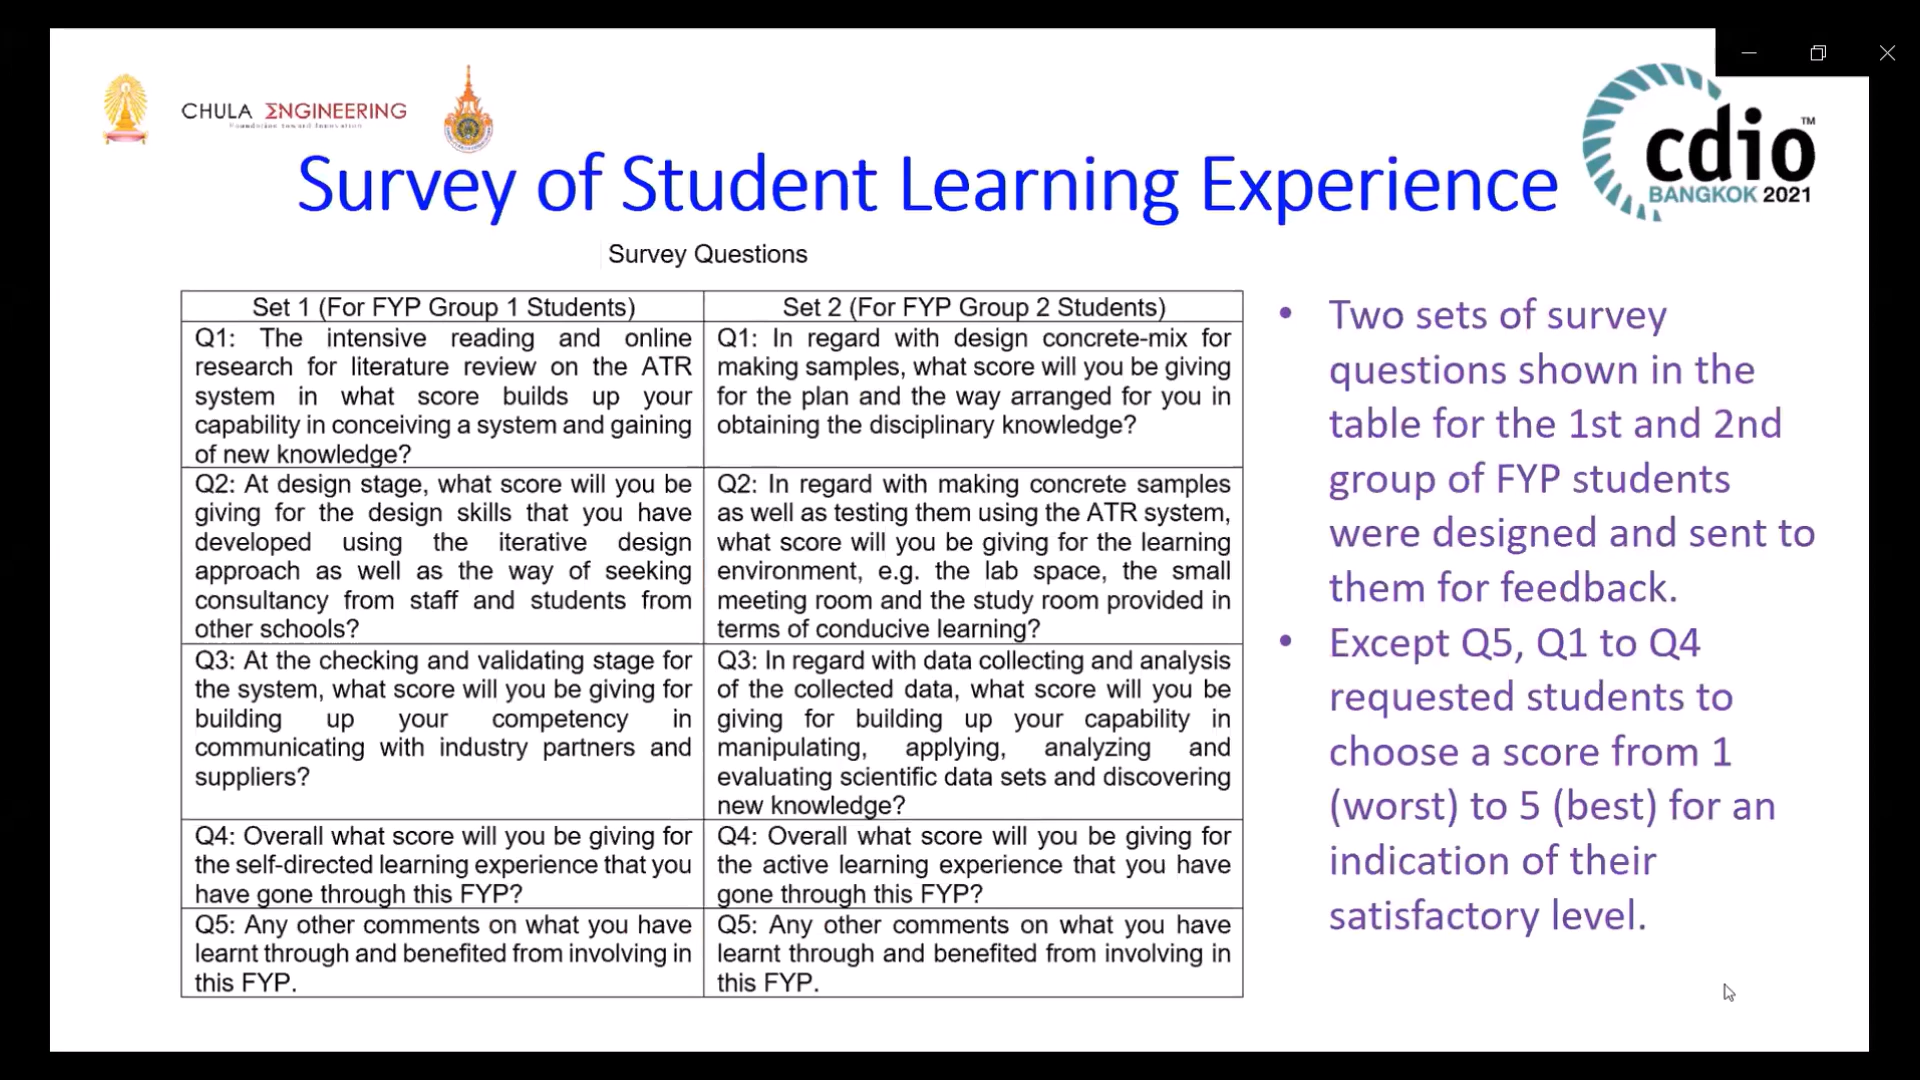 CHULA ΣNGINEERING
Foundation toward Innovation
cdio™
BANGKOK 2021
Survey of Student Learning Experience
Survey Questions
Set 1 (For FYP Group 1 Students)
Q1: The intensive reading and online
research for literature review on the ATR
system in what score builds up your
capability in conceiving a system and gaining
of new knowledge?
Q2: At design stage, what score will you be
giving for the design skills that you have
developed using the iterative design
approach as well as the way of seeking
consultancy from staff and students from
other schools?
Q3: At the checking and validating stage for
the system, what score will you be giving for
building up your competency in
communicating with industry partners and
suppliers?
Q4: Overall what score will you be giving for
the self-directed learning experience that you
have gone through this FYP?
Q5: Any other comments on what you have
learnt through and benefited from involving in
this FYP.
Set 2 (For FYP Group 2 Students)
Q1: In regard with design concrete-mix for
making samples, what score will you be giving
for the plan and the way arranged for you in
obtaining the disciplinary knowledge?
Q2: In regard with making concrete samples
as well as testing them using the ATR system,
what score will you be giving for the learning
environment, e.g. the lab space, the small
meeting room and the study room provided in
terms of conducive learning?
Q3: In regard with data collecting and analysis
of the collected data, what score will you be
giving for building up your capability in
manipulating, applying, analyzing and
evaluating scientific data sets and discovering
new knowledge?
Q4: Overall what score will you be giving for
the active learning experience that you have
gone through this FYP?
Q5: Any other comments on what you have
learnt through and benefited from involving in
this FYP.
• Two sets of survey
questions shown in the
table for the 1st and 2nd
group of FYP students
were designed and sent to
them for feedback.
• Except Q5, Q1 to Q4
requested students to
choose a score from 1
(worst) to 5 (best) for an
indication of their
satisfactory level.